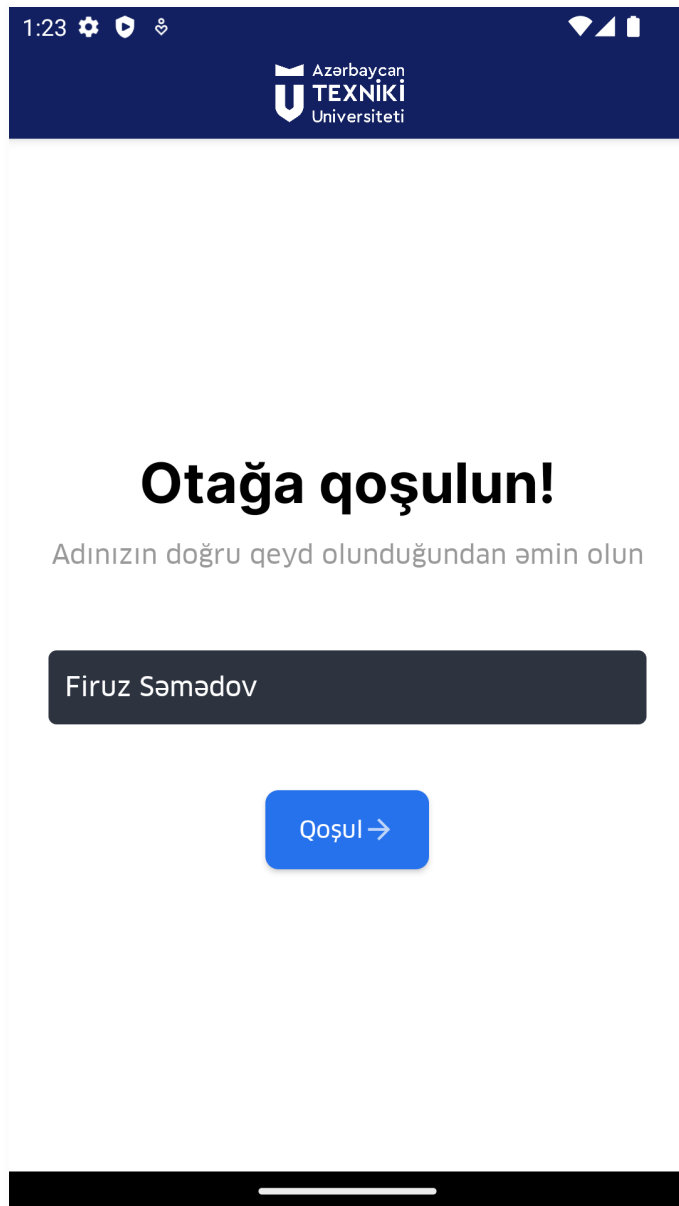 1:23
Azərbaycan
TEXNİKİ
Universiteti
Otağa qoşulun!
Adınızın doğru qeyd olunduğundan əmin olun
Firuz Səmədov
Qoşul